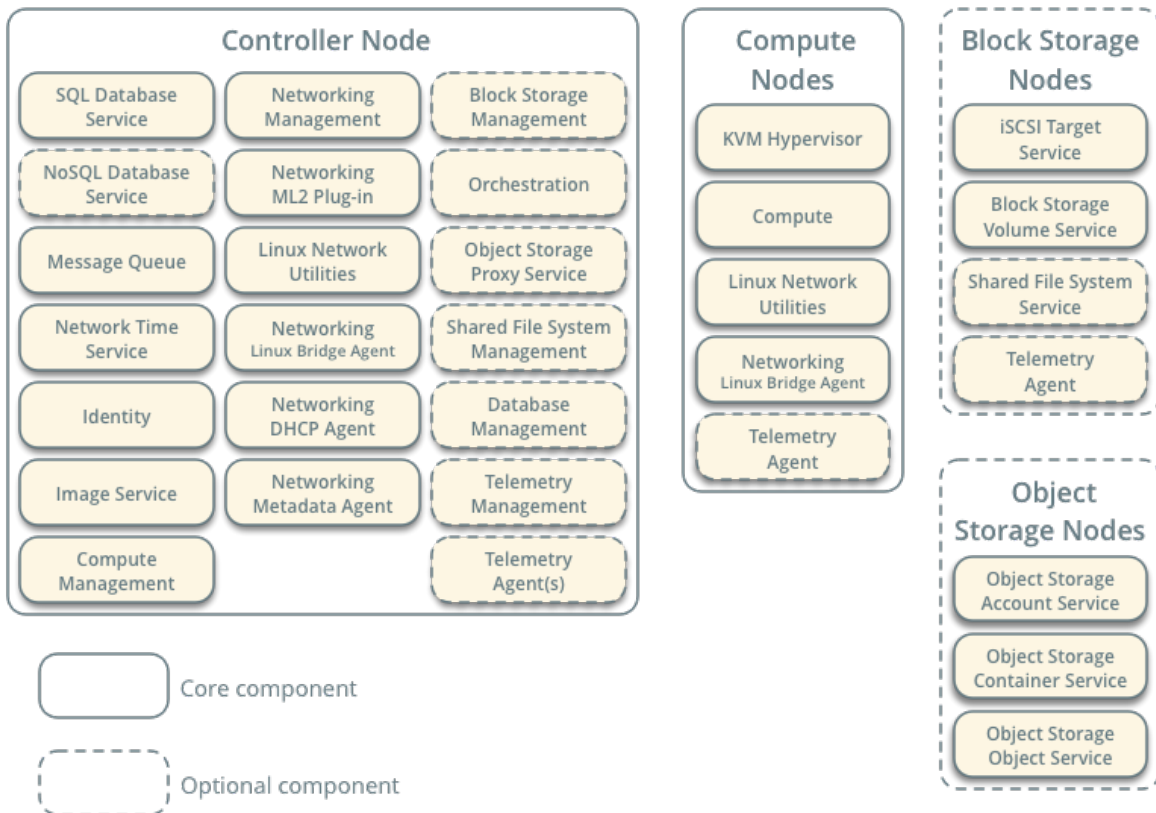 Controller Node
SQL Database
Service
NoSQL Database
Service
Message Queue
Network Time
Service
Identity
Image Service
Compute
Management
Networking
Management
Networking
ML2 Plug-in
Linux Network
Utilities
Networking
Linux Bridge Agent
Networking
DHCP Agent
Networking
Metadata Agent
Block Storage
Management
Orchestration
Object Storage
Proxy Service
Shared File System
Management
Database
Management
Telemetry
Management
Telemetry
Agent(s)
Compute
Nodes
KVM Hypervisor
Compute
Linux Network
Utilities
Networking
Linux Bridge Agent
Telemetry
Agent
Block Storage
Nodes
iSCSI Target
Service
Block Storage
Volume Service
Shared File System
Service
Telemetry
Agent
Object
Storage Nodes
Object Storage
Account Service
Object Storage
Container Service
Object Storage
Object Service
Core component
Optional component